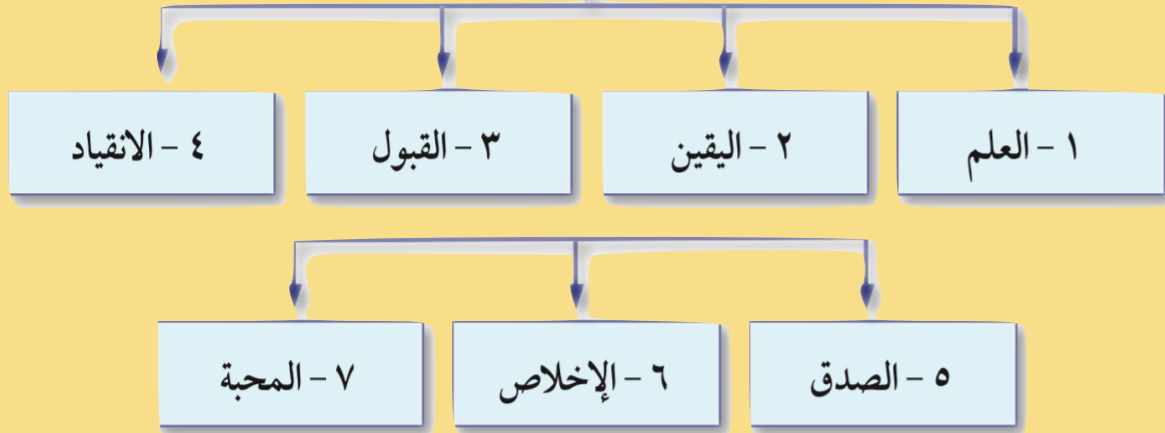 ١ - العلم
٢ - اليقين
٣ - القبول
٤ - الانقياد
٥ - الصدق
٦ - الإخلاص
٧ - المحبة